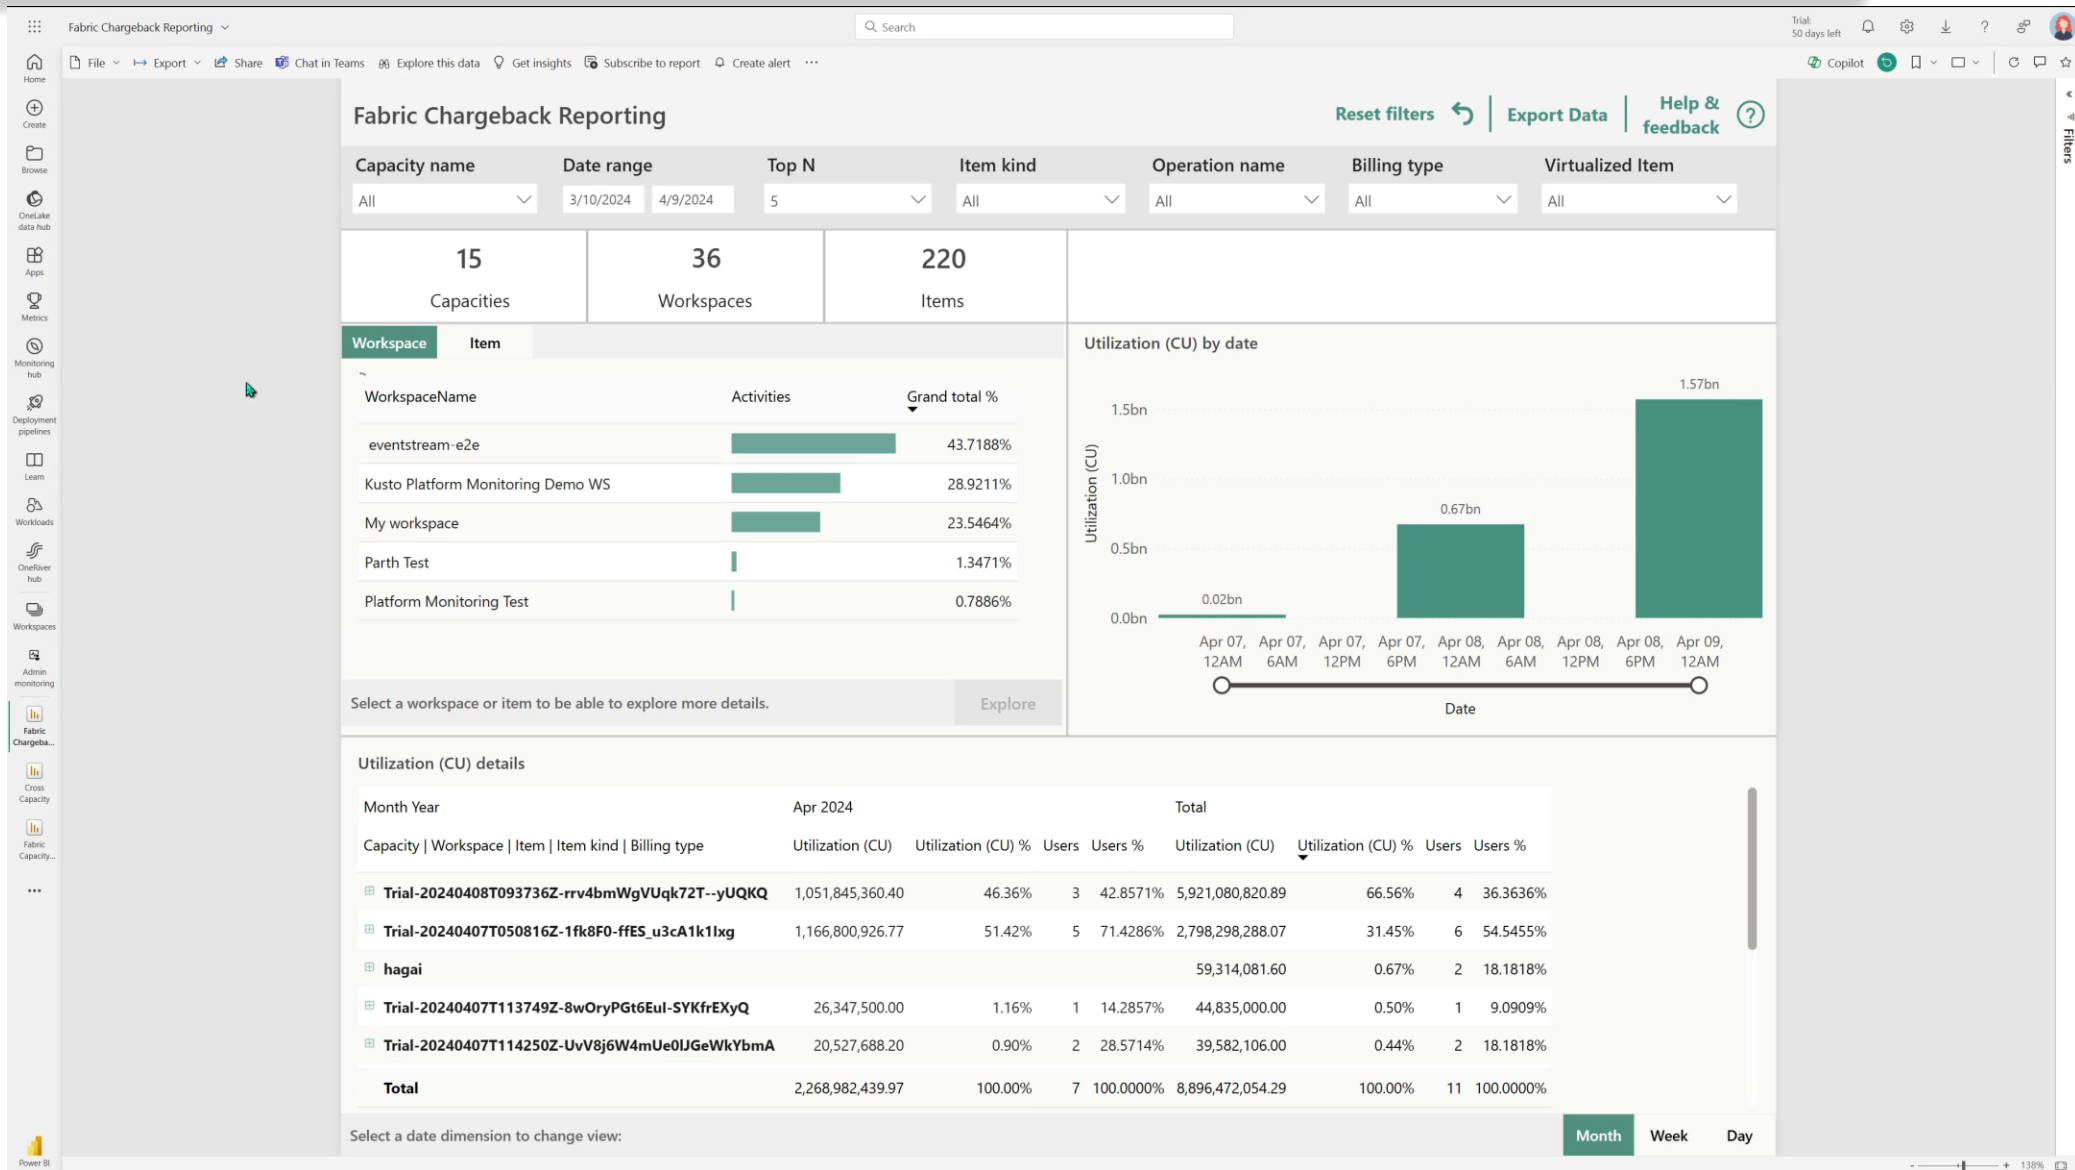 Fabric Chargeback Reporting
Search
Trial:
50 days left
Home
Create
Browse
OneLake
data hub
Apps
Metrics
Monitoring
hub
Deployment
pipelines
Learn
Workloads
OneRiver
hub
Workspaces
Admin
monitoring
Fabric
Chargeba...
Cross
Capacity
Fabric
Capacity...
Power BI
File Export Share Chat in Teams Explore this data Get insights Subscribe to report Create alert ...
Copilot
Filters
Fabric Chargeback Reporting
Reset filters
Export Data
Help &
feedback
Capacity name Date range Top N Item kind Operation name Billing type Virtualized Item
All 3/10/2024 4/9/2024 5 All All All All
15 36 220
Capacities Workspaces Items
Workspace Item
WorkspaceName Activities Grand total %
eventstream-e2e 43.7188%
Kusto Platform Monitoring Demo WS 28.9211%
My workspace 23.5464%
Parth Test 1.3471%
Platform Monitoring Test 0.7886%
Select a workspace or item to be able to explore more details. Explore
Utilization (CU) by date
Utilization (CU)
1.5bn
1.0bn
0.5bn
0.0bn
0.02bn
0.67bn
1.57bn
Apr 07, Apr 07, Apr 07, Apr 07, Apr 08, Apr 08, Apr 08, Apr 08, Apr 09,
12AM 6AM 12PM 6PM 12AM 6AM 12PM 6PM 12AM
Date
Utilization (CU) details
Month Year Apr 2024 Total
Capacity | Workspace | Item | Item kind | Billing type Utilization (CU) Utilization (CU) % Users Users % Utilization (CU) Utilization (CU) % Users Users %
Trial-20240408T093736Z-rrv4bmWgVUqk72T--yUQKQ 1,051,845,360.40 46.36% 3 42.8571% 5,921,080,820.89 66.56% 4 36.3636%
Trial-20240407T050816Z-1fk8F0-ffES_u3cA1k1Ixg 1,166,800,926.77 51.42% 5 71.4286% 2,798,298,288.07 31.45% 6 54.5455%
hagai 59,314,081.60 0.67% 2 18.1818%
Trial-20240407T113749Z-8wOryPGt6EuI-SYKfrEXyQ 26,347,500.00 1.16% 1 14.2857% 44,835,000.00 0.50% 1 9.0909%
Trial-20240407T114250Z-UvV8j6W4mUe0lJGeWkYbmA 20,527,688.20 0.90% 2 28.5714% 39,582,106.00 0.44% 2 18.1818%
Total 2,268,982,439.97 100.00% 7 100.0000% 8,896,472,054.29 100.00% 11 100.0000%
Select a date dimension to change view: Month Week Day
138%